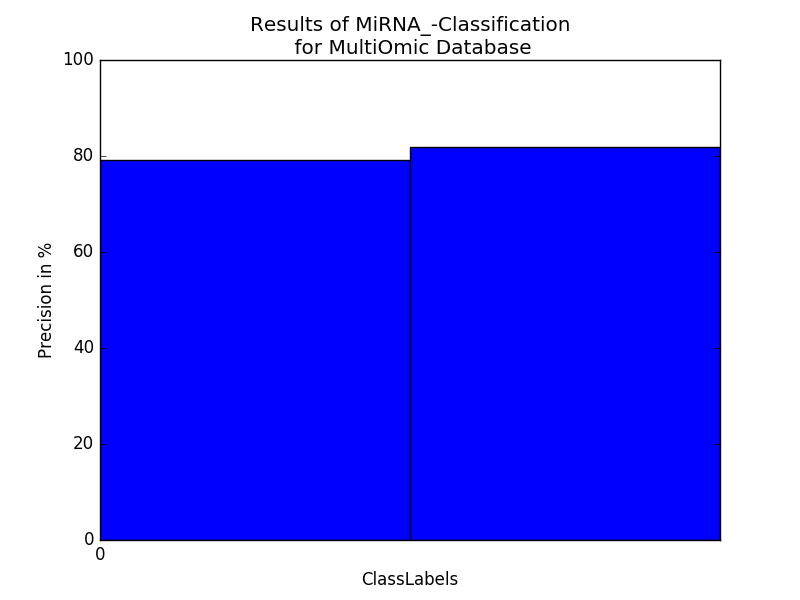 Results of MiRNA_-Classification
for MultiOmic Database
100
80
60
40
20
0
Precision in %
0
ClassLabels